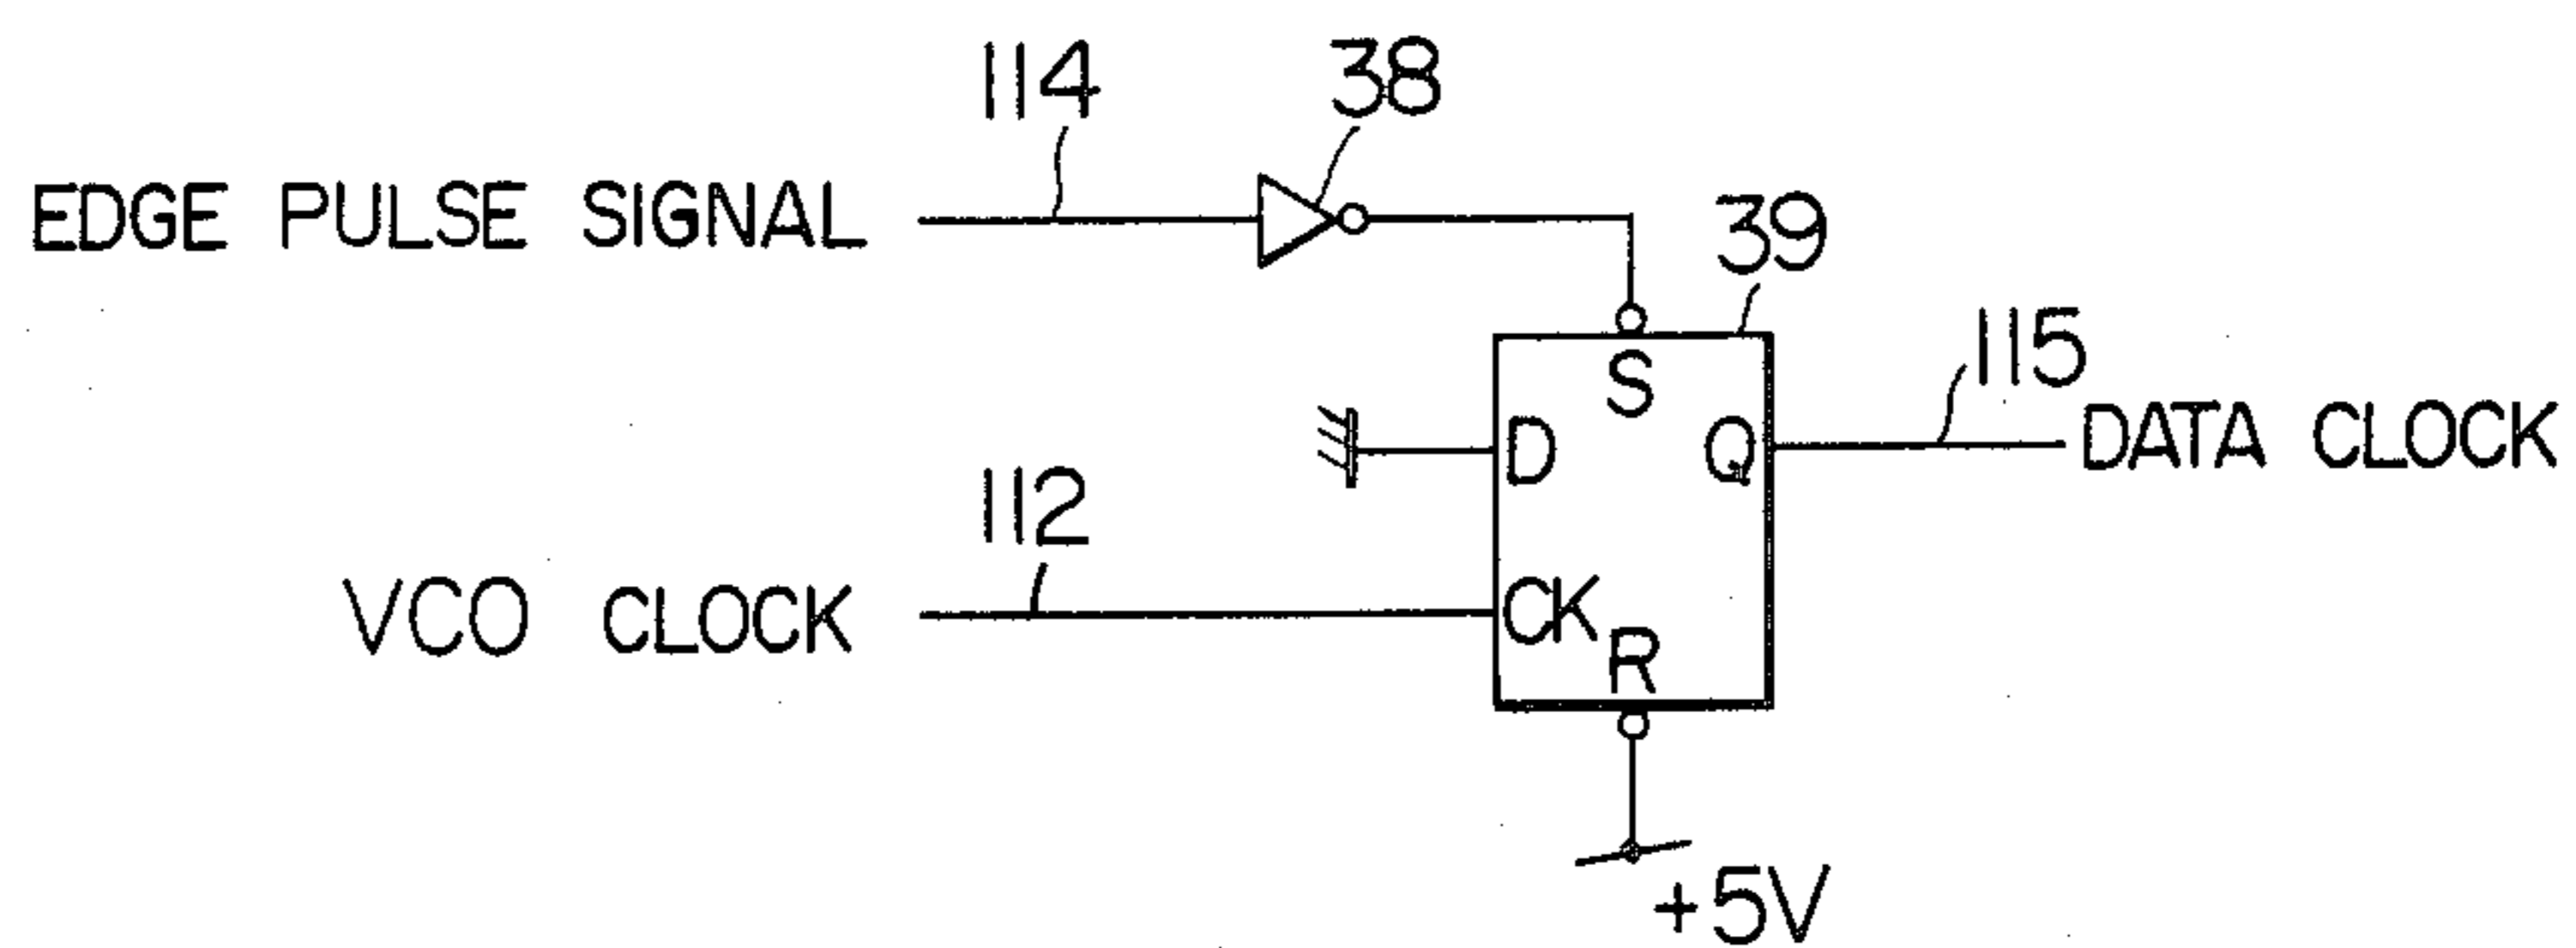 114
38
EDGE PULSE SIGNAL
39
S
115
D
Q
DATA CLOCK
112
VCO CLOCK
CK
R
+5V